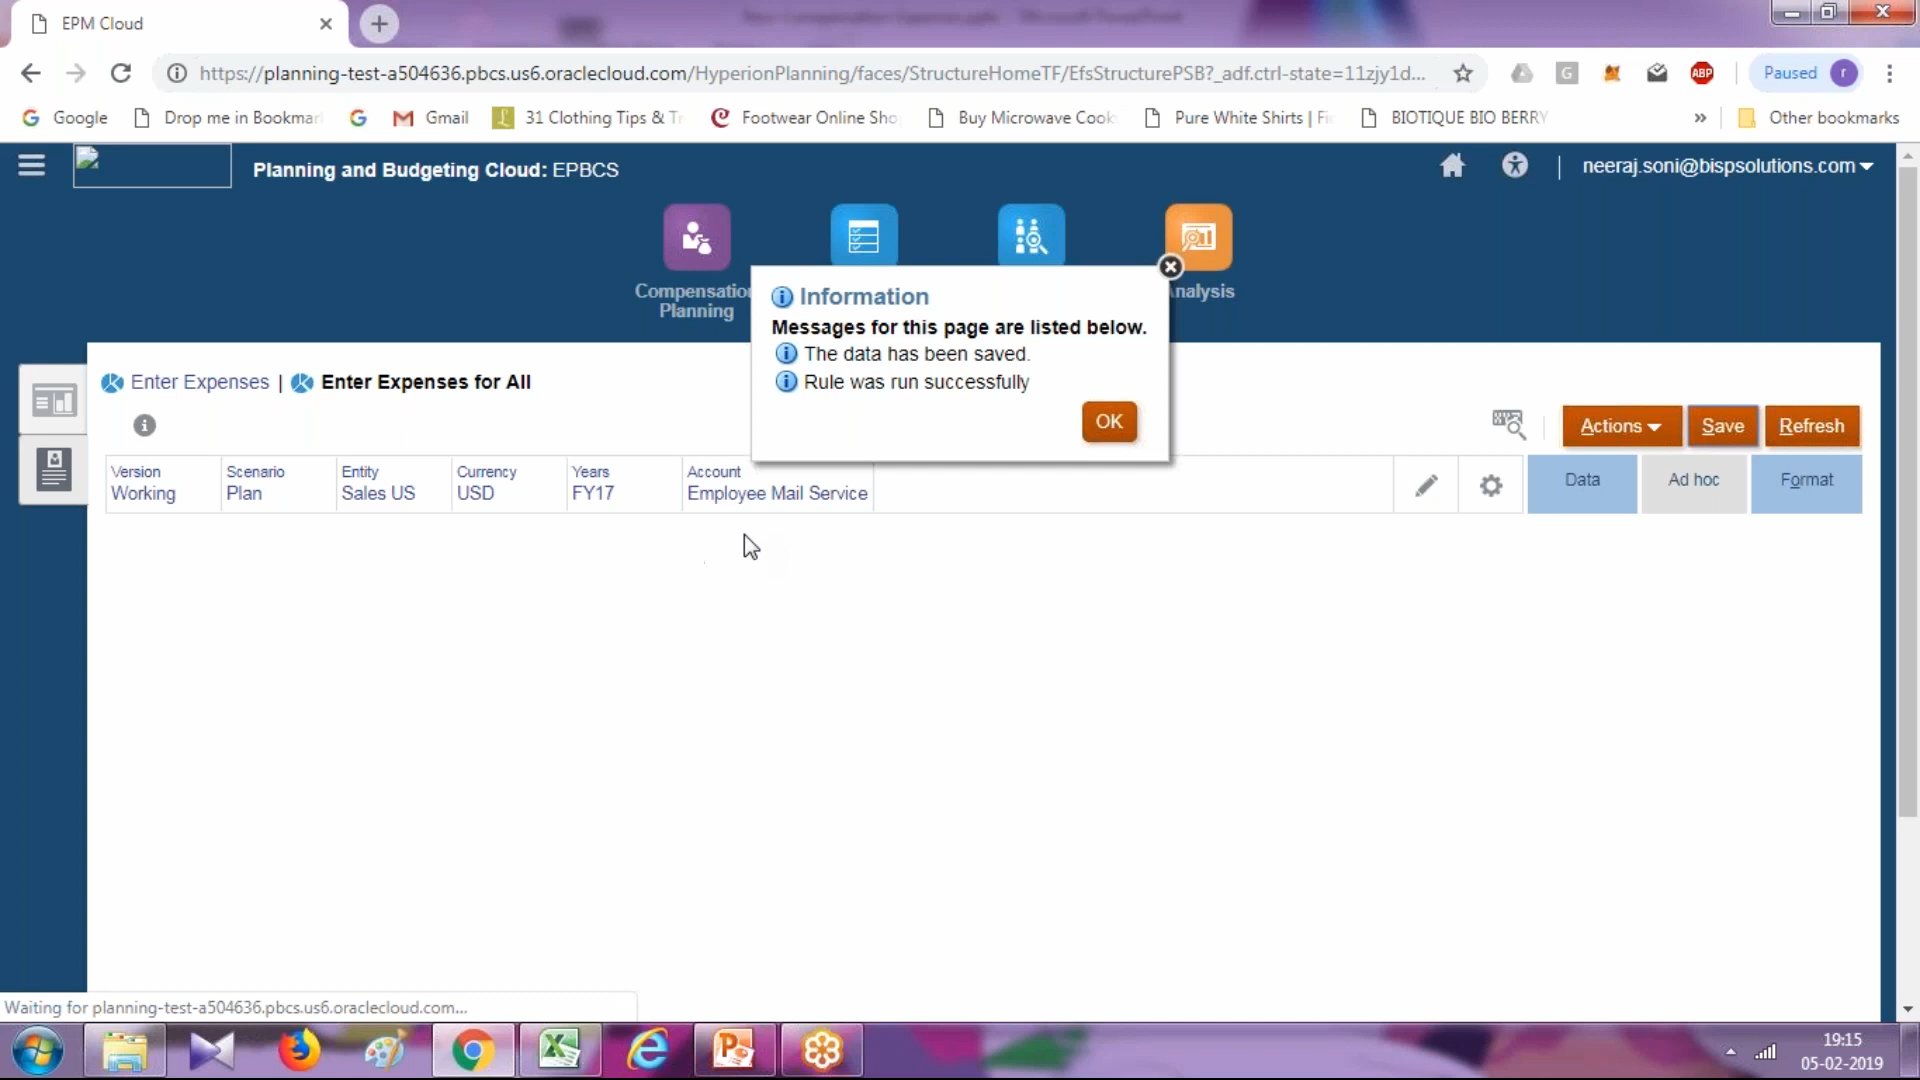 EPM Cloud
https://planning-test-a504636.pbcs.us6.oraclecloud.com/HyperionPlanning/faces/StructureHomeTF/EfsStructurePSB?_adf.ctrl-state=11zjy1d...
ABP
Paused r
Google Drop me in Bookmar Gmail 31 Clothing Tips & T Footwear Online Sho Buy Microwave Cook Pure White Shirts | Fi BIOTIQUE BIO BERRY » Other bookmarks
Planning and Budgeting Cloud: EPBCS
neeraj.soni@bispsolutions.com
Compensation
Planning
Analysis
Information
Messages for this page are listed below.
The data has been saved.
Rule was run successfully
OK
Enter Expenses | Enter Expenses for All
Actions Save Refresh
Version Scenario Entity Currency Years Account
Working Plan Sales US USD FY17 Employee Mail Service
Data Ad hoc Format
Waiting for planning-test-a504636.pbcs.us6.oraclecloud.com...
19:15
05-02-2019